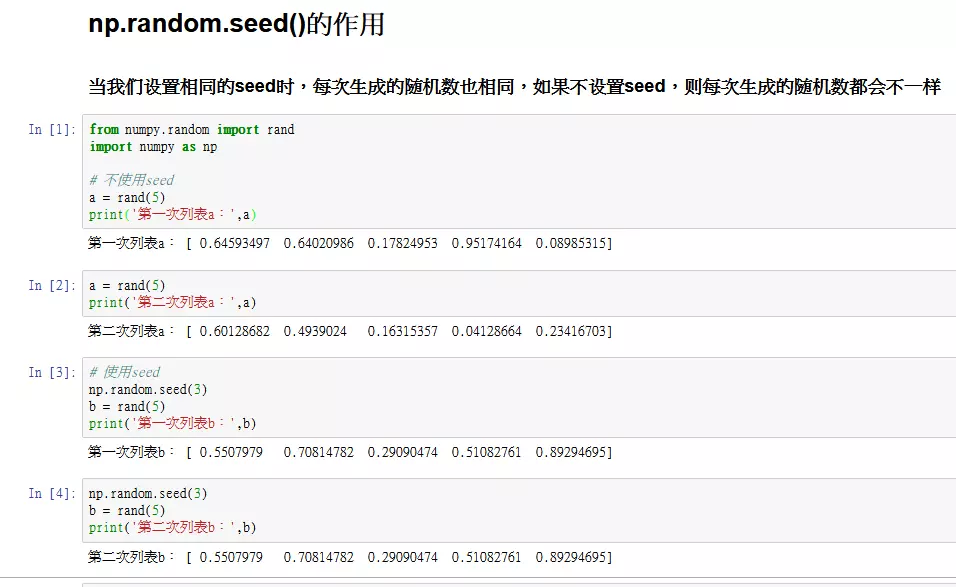 np.random.seed()的作用
当我们设置相同的seed时，每次生成的随机数也相同，如果不设置seed，则每次生成的随机数都会不一样
In [1]: from numpy.random import rand
import numpy as np
# 不使用seed
a = rand(5)
print('第一次列表a：',a)
第一次列表a： [ 0.64593497  0.64020986  0.17824953  0.95174164  0.08985315]
In [2]: a = rand(5)
print('第二次列表a：',a)
第二次列表a： [ 0.60128682  0.4939024   0.16315357  0.04128664  0.23416703]
In [3]: # 使用seed
np.random.seed(3)
b = rand(5)
print('第一次列表b：',b)
第一次列表b： [ 0.5507979   0.70814782  0.29090474  0.51082761  0.89294695]
In [4]: np.random.seed(3)
b = rand(5)
print('第二次列表b：',b)
第二次列表b： [ 0.5507979   0.70814782  0.29090474  0.51082761  0.89294695]